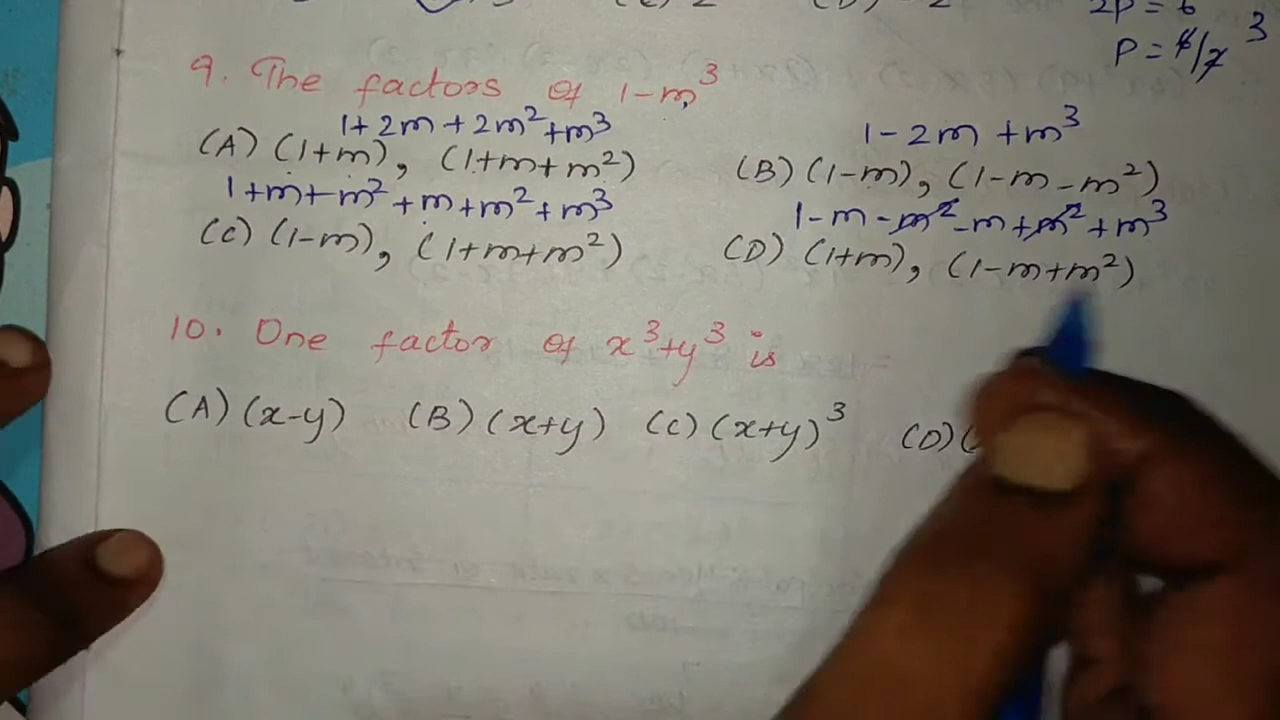 2P = 6
P = 6/2 3
9. The factors of 1-m³
1+2m+2m²+m³ 1-2m+m³
(A) (1+m), (1+m+m²) (B) (1-m), (1-m-m²)
1+m+m²+m+m²+m³ 1-m-m²-m+m²+m³
(C) (1-m), (1+m+m²) (D) (1+m), (1-m+m²)
10. One factor of x³+y³ is
(A) (x-y) (B) (x+y) (C) (x+y)³ (D) (